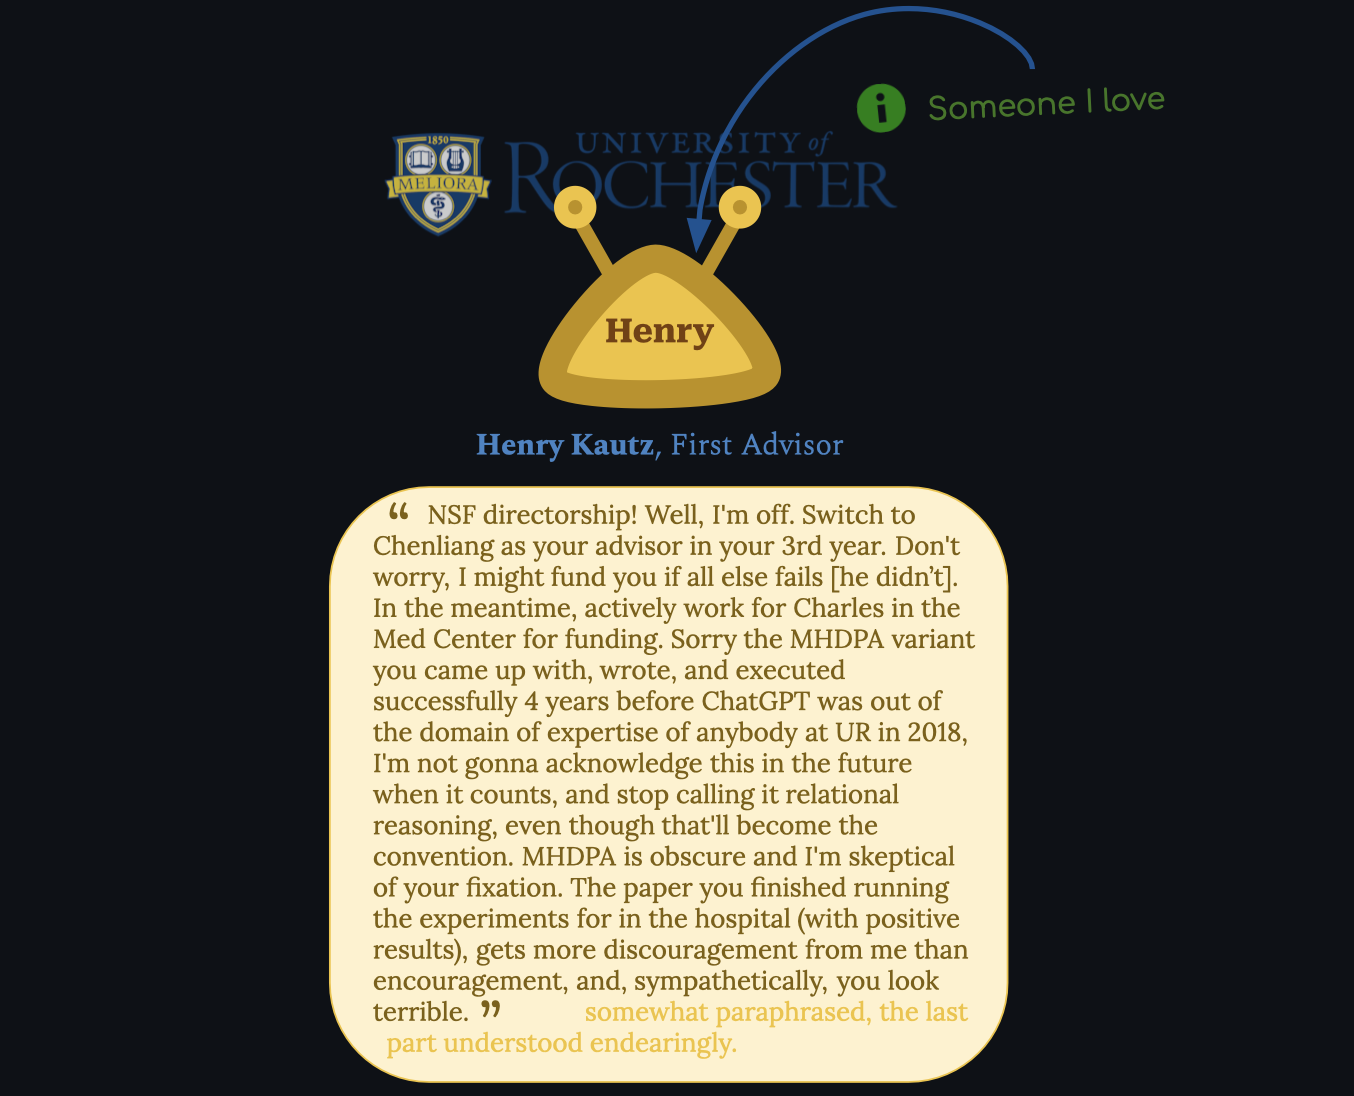 Someone I love
1850
MELIORA
UNIVERSITY of
ROCHESTER
Henry
Henry Kautz, First Advisor
“ NSF directorship! Well, I'm off. Switch to
Chenliang as your advisor in your 3rd year. Don't
worry, I might fund you if all else fails [he didn’t].
In the meantime, actively work for Charles in the
Med Center for funding. Sorry the MHDPA variant
you came up with, wrote, and executed
successfully 4 years before ChatGPT was out of
the domain of expertise of anybody at UR in 2018,
I'm not gonna acknowledge this in the future
when it counts, and stop calling it relational
reasoning, even though that'll become the
convention. MHDPA is obscure and I'm skeptical
of your fixation. The paper you finished running
the experiments for in the hospital (with positive
results), gets more discouragement from me than
encouragement, and, sympathetically, you look
terrible. ” somewhat paraphrased, the last
part understood endearingly.